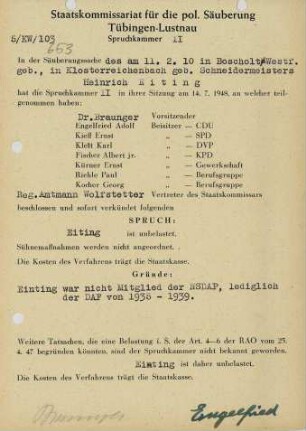 Staatskommissariat für die pol. Säuberung
Tübingen-Lustnau
5/KW/103 Spruchkammer II
653
In der Säuberungssache des am 11. 2. 10 in Boscholt/Westf.
geb., in Klosterreichenbach geb. Schneidermeisters
Heinrich Eiting
hat die Spruchkammer II in ihrer Sitzung am 14. 7. 1948, an welcher teil-
genommen haben:
Dr. Braunger Vorsitzender
Engelfried Adolf Beisitzer — CDU
Kieff Ernst „ — SPD
Klett Karl „ — DVP
Fischer Albert jr. „ — KPD
Kürner Ernst „ — Gewerkschaft
Riehle Paul „ — Berufsgruppe
Kocher Georg „ — Berufsgruppe
Reg.Amtmann Wolfstetter Vertreter des Staatskommissars
beschlossen und sofort verkündet folgenden
SPRUCH:
Eiting ist unbelastet.
Sühnemaßnahmen werden nicht angeordnet.
Die Kosten des Verfahrens trägt die Staatskasse.
Gründe:
Einting war nicht Mitglied der NSDAF, lediglich
der DAF von 1938 - 1939.
Weitere Tatsachen, die eine Belastung i. S. der Art. 4—6 der RAO vom 25.
4. 47 begründen könnten, sind der Spruchkammer nicht bekannt geworden.
Einting ist daher unbelastet.
Die Kosten des Verfahrens trägt die Staatskasse.
Engelfried